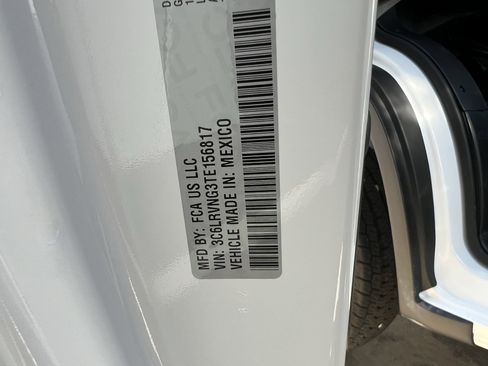 MFD BY: FCA US LLC
VIN: 3C6LRVNG3TE156817
VEHICLE MADE IN: MEXICO